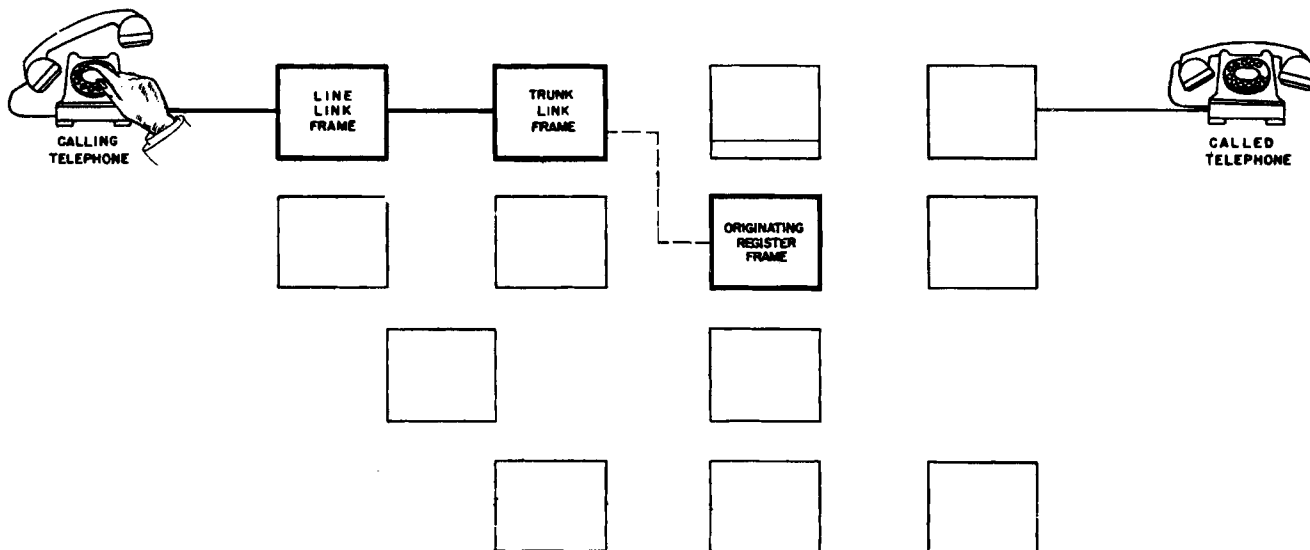 CALLING
TELEPHONE
LINE
LINK
FRAME
TRUNK
LINK
FRAME
CALLED
TELEPHONE
ORIGINATING
REGISTER
FRAME